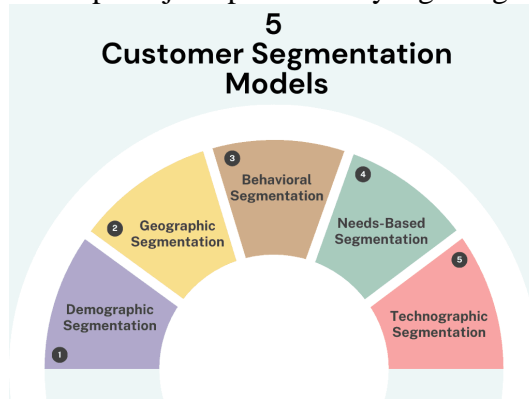 5
Customer Segmentation
Models
3
Behavioral
Segmentation
4
2
Geographic
Segmentation
Needs-Based
Segmentation
5
Demographic
Segmentation
Technographic
Segmentation
1